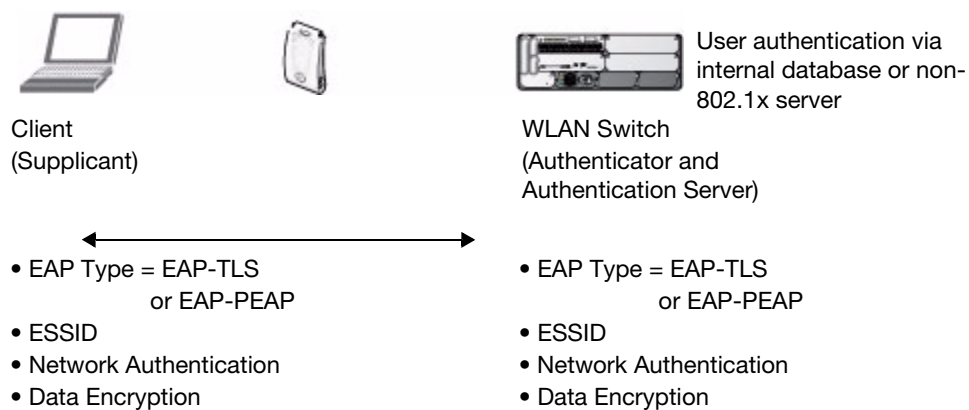 User authentication via
internal database or non-
802.1x server
Client
(Supplicant)
WLAN Switch
(Authenticator and
Authentication Server)
• EAP Type = EAP-TLS
or EAP-PEAP
• ESSID
• Network Authentication
• Data Encryption
• EAP Type = EAP-TLS
or EAP-PEAP
• ESSID
• Network Authentication
• Data Encryption